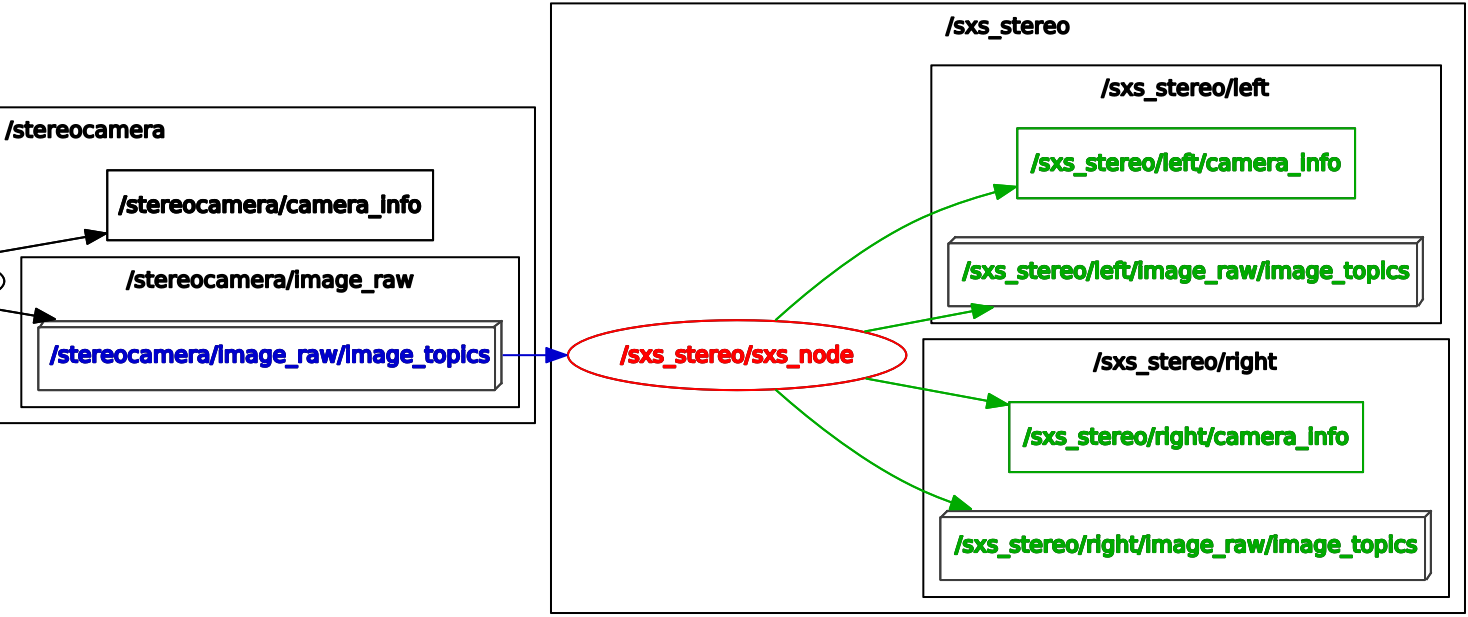 /stereocamera
/stereocamera/camera_info
/stereocamera/image_raw
/stereocamera/image_raw/image_topics
/sxs_stereo
/sxs_stereo/sxs_node
/sxs_stereo/left
/sxs_stereo/left/camera_info
/sxs_stereo/left/image_raw/image_topics
/sxs_stereo/right
/sxs_stereo/right/camera_info
/sxs_stereo/right/image_raw/image_topics